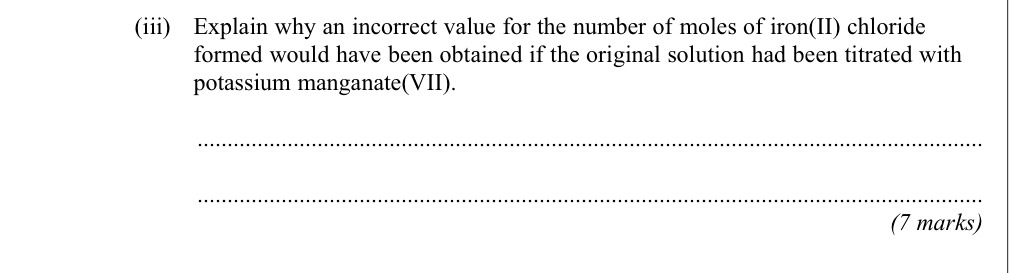 (iii) Explain why an incorrect value for the number of moles of iron(II) chloride
formed would have been obtained if the original solution had been titrated with
potassium manganate(VII).
................................................................................
................................................................................
(7 marks)